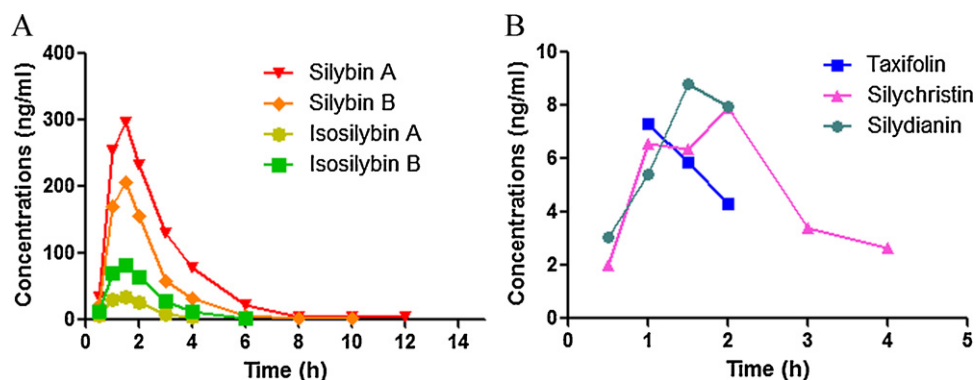 A
Concentrations (ng/ml)
400
300
200
100
0
0 2 4 6 8 10 12 14
Time (h)
Silybin A
Silybin B
Isosilybin A
Isosilybin B
B
Concentrations (ng/ml)
10
8
6
4
2
0
0 1 2 3 4 5
Time (h)
Taxifolin
Silychristin
Silydianin